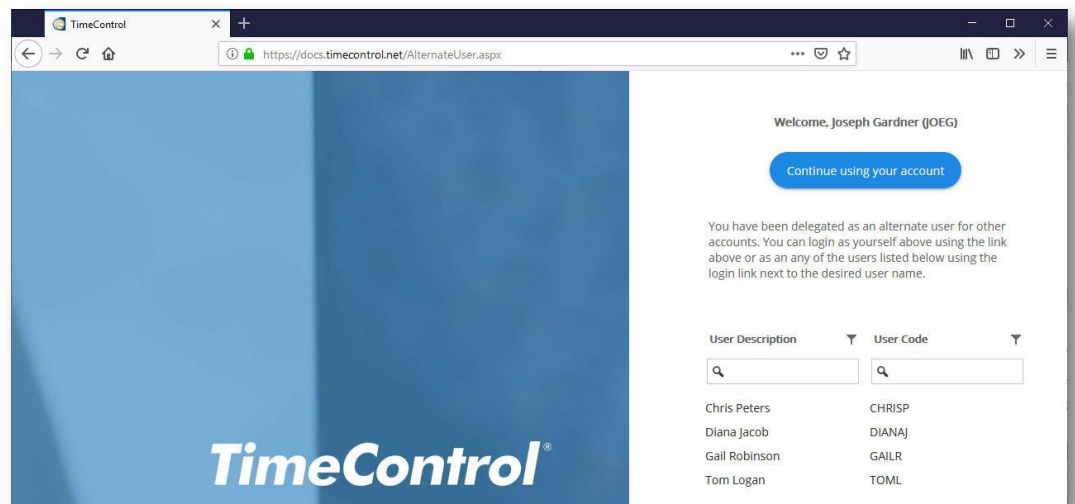 TimeControl
https://docs.timecontrol.net/AlternateUser.aspx
Welcome, Joseph Gardner (JOEG)
Continue using your account
You have been delegated as an alternate user for other
accounts. You can login as yourself above using the link
above or as an any of the users listed below using the
login link next to the desired user name.
User Description User Code
Chris Peters CHRISP
Diana Jacob DIANAJ
Gail Robinson GAILR
Tom Logan TOML
TimeControl®